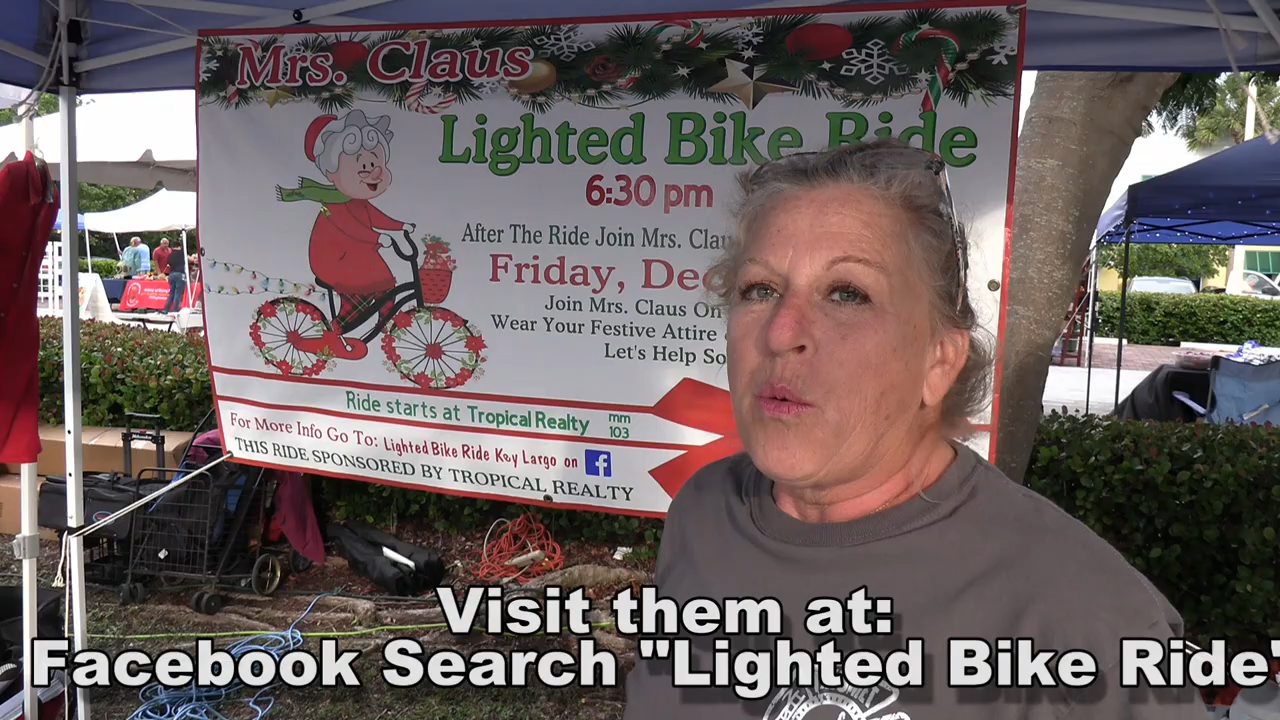 Mrs. Claus
Lighted Bike Ride
6:30 pm
After The Ride Join Mrs.
Friday,
Join Mrs. Claus
Wear Your Festive Attire
Let's Help
Ride starts at Tropical Realty mm 103
For More Info Go To: Lighted Bike Ride Key Largo on
THIS RIDE SPONSORED BY TROPICAL REALTY
Visit them at:
Facebook Search "Lighted Bike Ride"